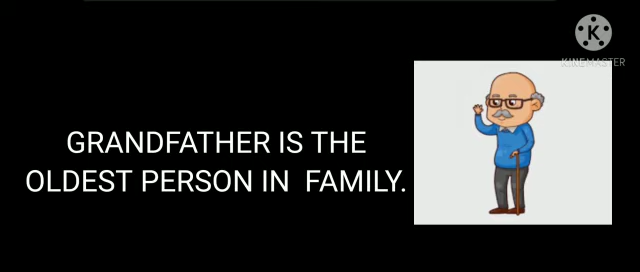 KINEMASTER
GRANDFATHER IS THE
OLDEST PERSON IN FAMILY.